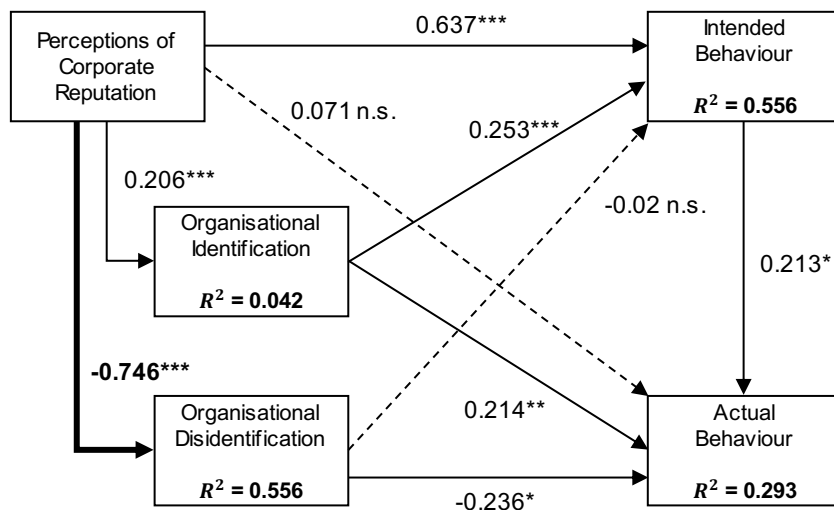 Perceptions of
Corporate
Reputation
0.637***
Intended
Behaviour
R² = 0.556
0.071 n.s.
0.253***
0.206***
-0.02 n.s.
Organisational
Identification
R² = 0.042
0.213*
-0.746***
Organisational
Disidentification
R² = 0.556
0.214**
-0.236*
Actual
Behaviour
R² = 0.293